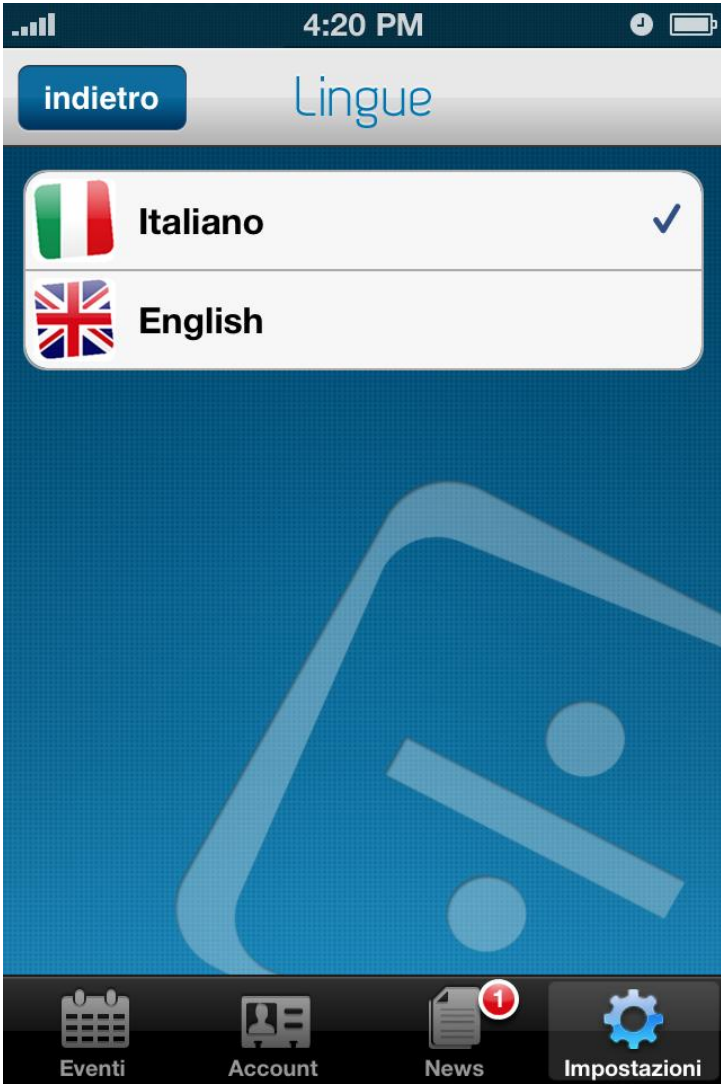 4:20 PM
indietro Lingue
Italiano
English
1
Eventi Account News Impostazioni